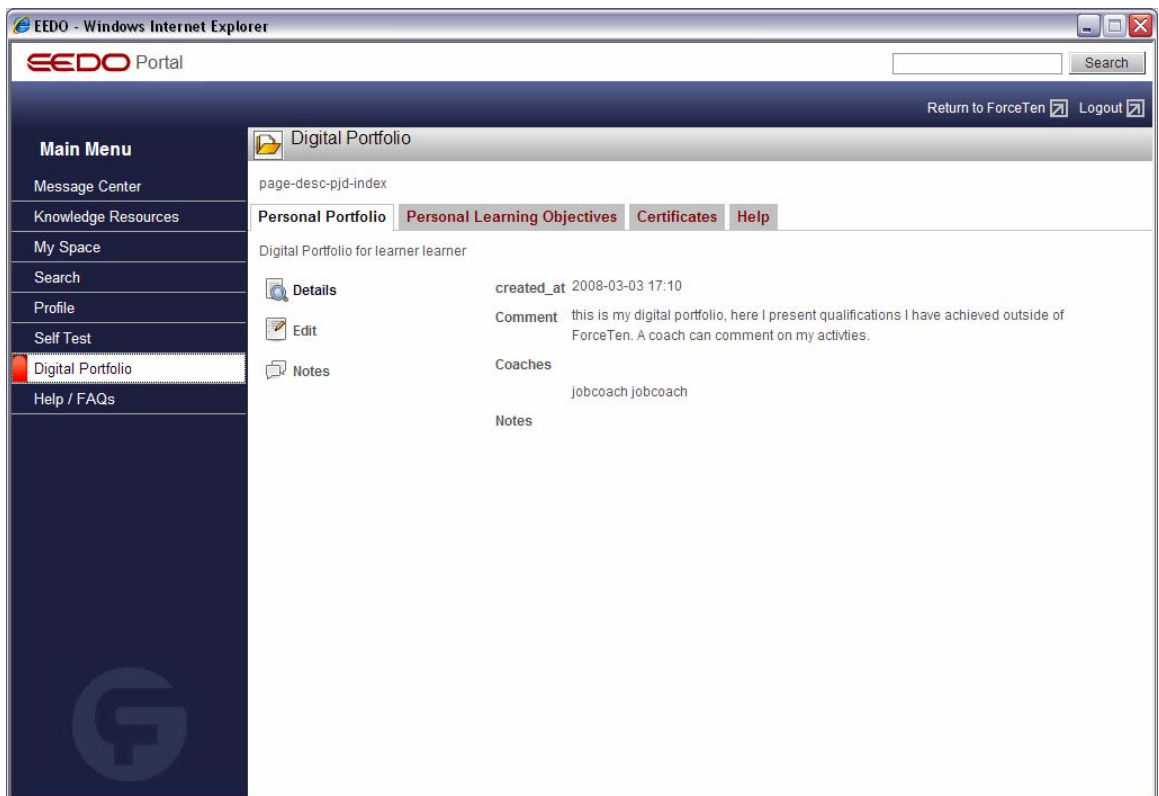 EEDO - Windows Internet Explorer
EEDO Portal
Search
Return to ForceTen Logout
Main Menu
Message Center
Knowledge Resources
My Space
Search
Profile
Self Test
Digital Portfolio
Help / FAQs
Digital Portfolio
page-desc-pjd-index
Personal Portfolio Personal Learning Objectives Certificates Help
Digital Portfolio for learner learner
Details
Edit
Notes
created_at 2008-03-03 17:10
Comment this is my digital portfolio, here I present qualifications I have achieved outside of
ForceTen. A coach can comment on my activties.
Coaches
jobcoach jobcoach
Notes